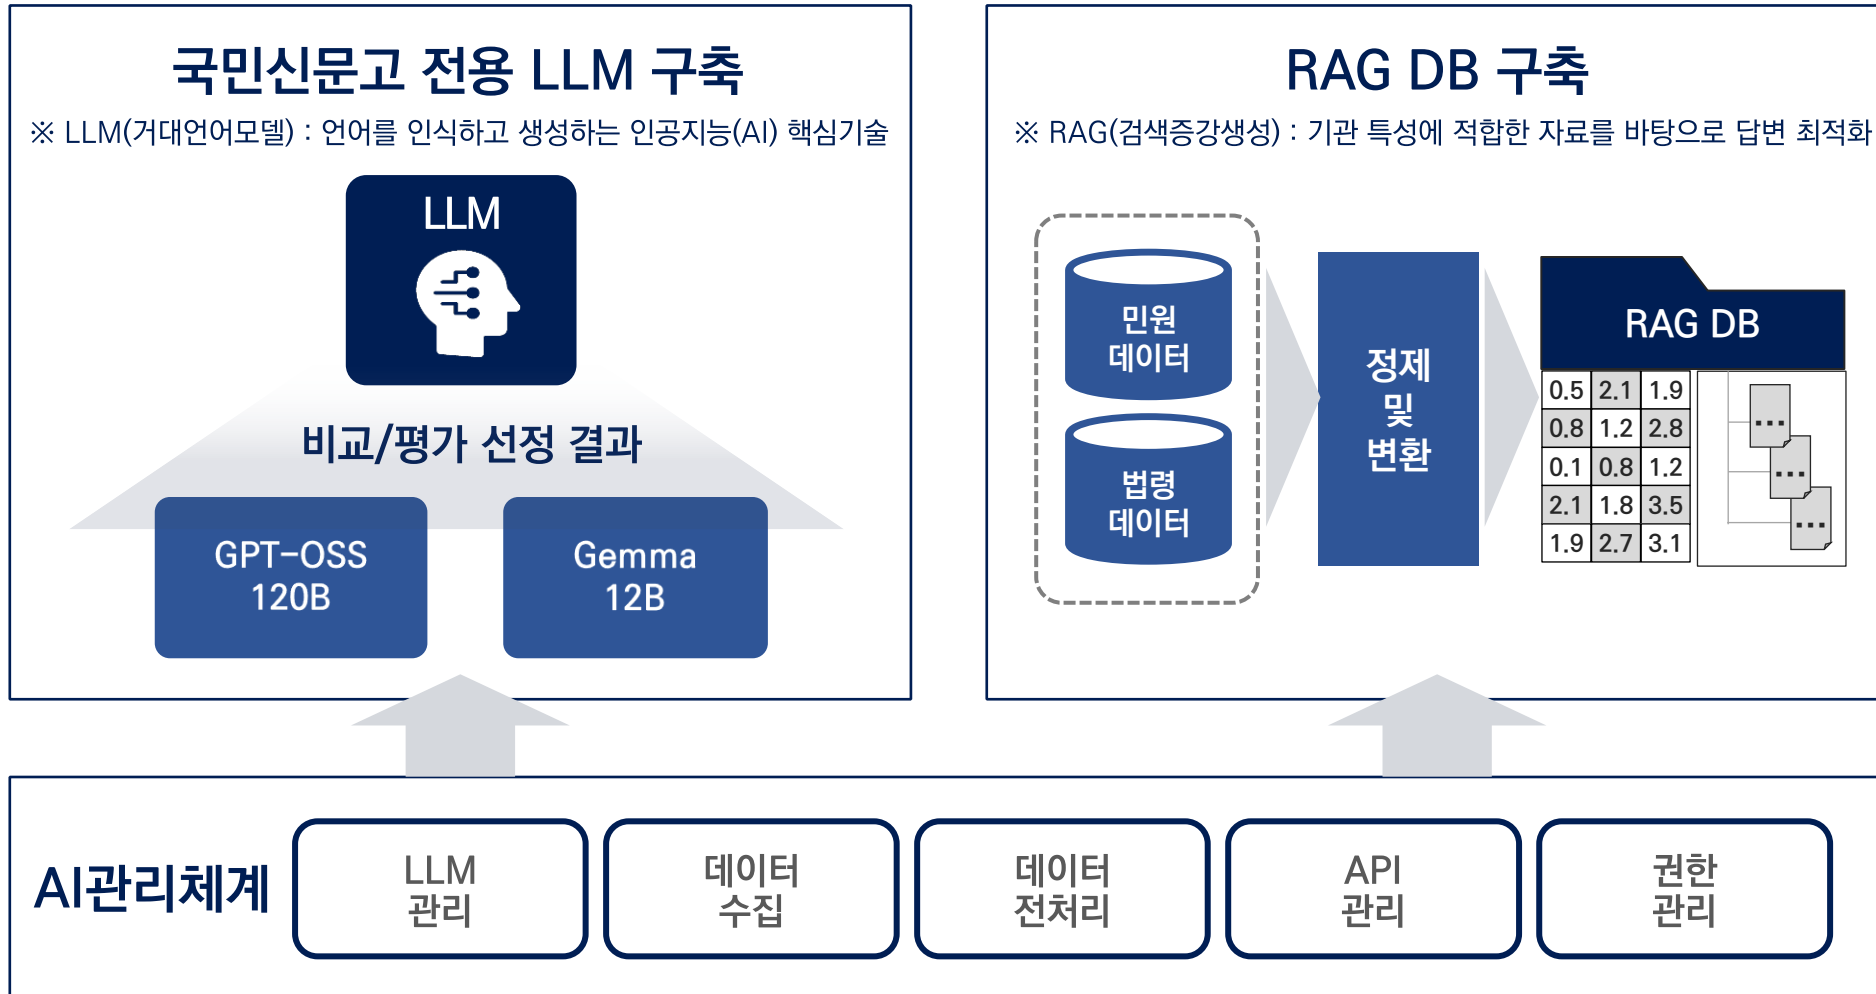 국민신문고 전용 LLM 구축
※ LLM(거대언어모델) : 언어를 인식하고 생성하는 인공지능(AI) 핵심기술
LLM
비교/평가 선정 결과
GPT-OSS
120B
Gemma
12B
RAG DB 구축
※ RAG(검색증강생성) : 기관 특성에 적합한 자료를 바탕으로 답변 최적화
민원
데이터
법령
데이터
정제
및
변환
RAG DB
0.5 2.1 1.9
0.8 1.2 2.8
0.1 0.8 1.2
2.1 1.8 3.5
1.9 2.7 3.1
...
...
...
AI관리체계
LLM
관리
데이터
수집
데이터
전처리
API
관리
권한
관리